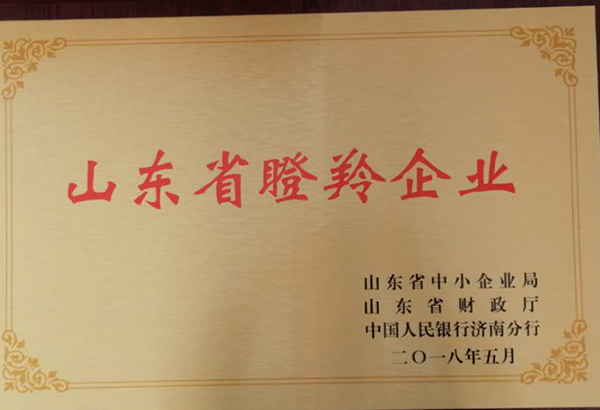 山东省瞪羚企业
山东省中小企业局
山东省财政厅
中国人民银行济南分行
二〇一八年五月